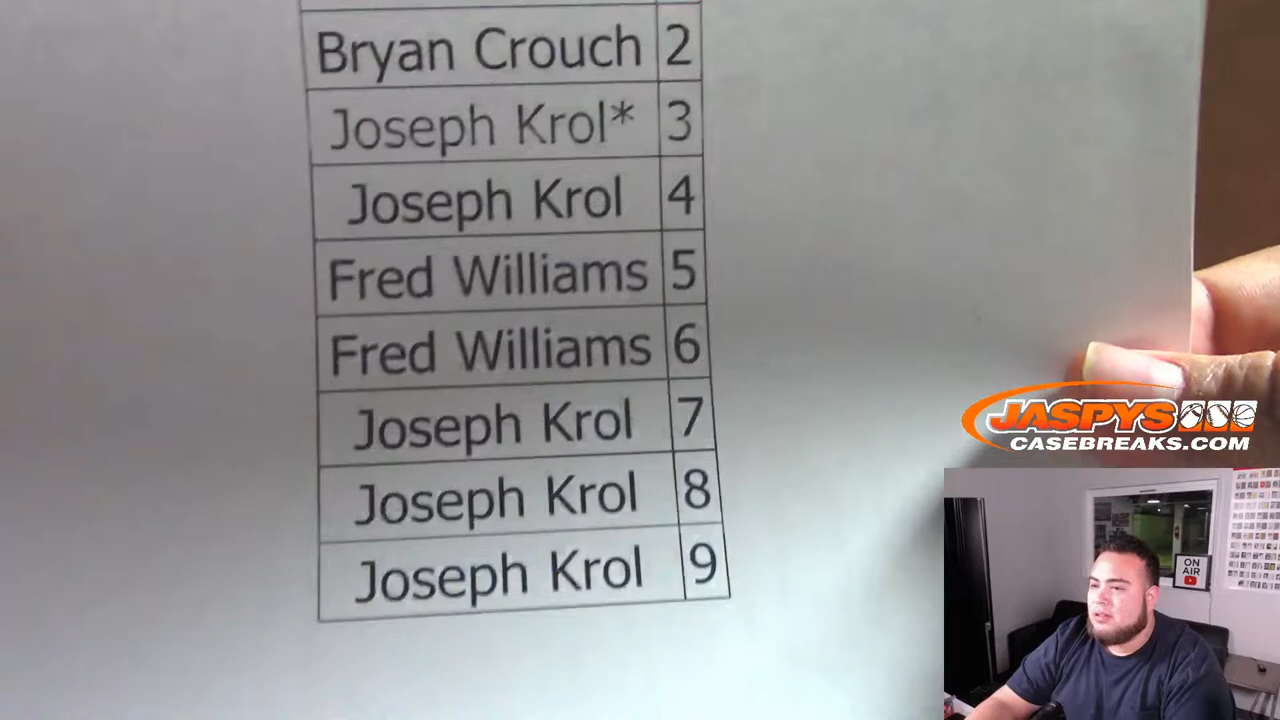 Bryan Crouch 2
Joseph Krol* 3
Joseph Krol 4
Fred Williams 5
Fred Williams 6
Joseph Krol 7
Joseph Krol 8
Joseph Krol 9
JASPYS
CASEBREAKS.COM
ON
AIR